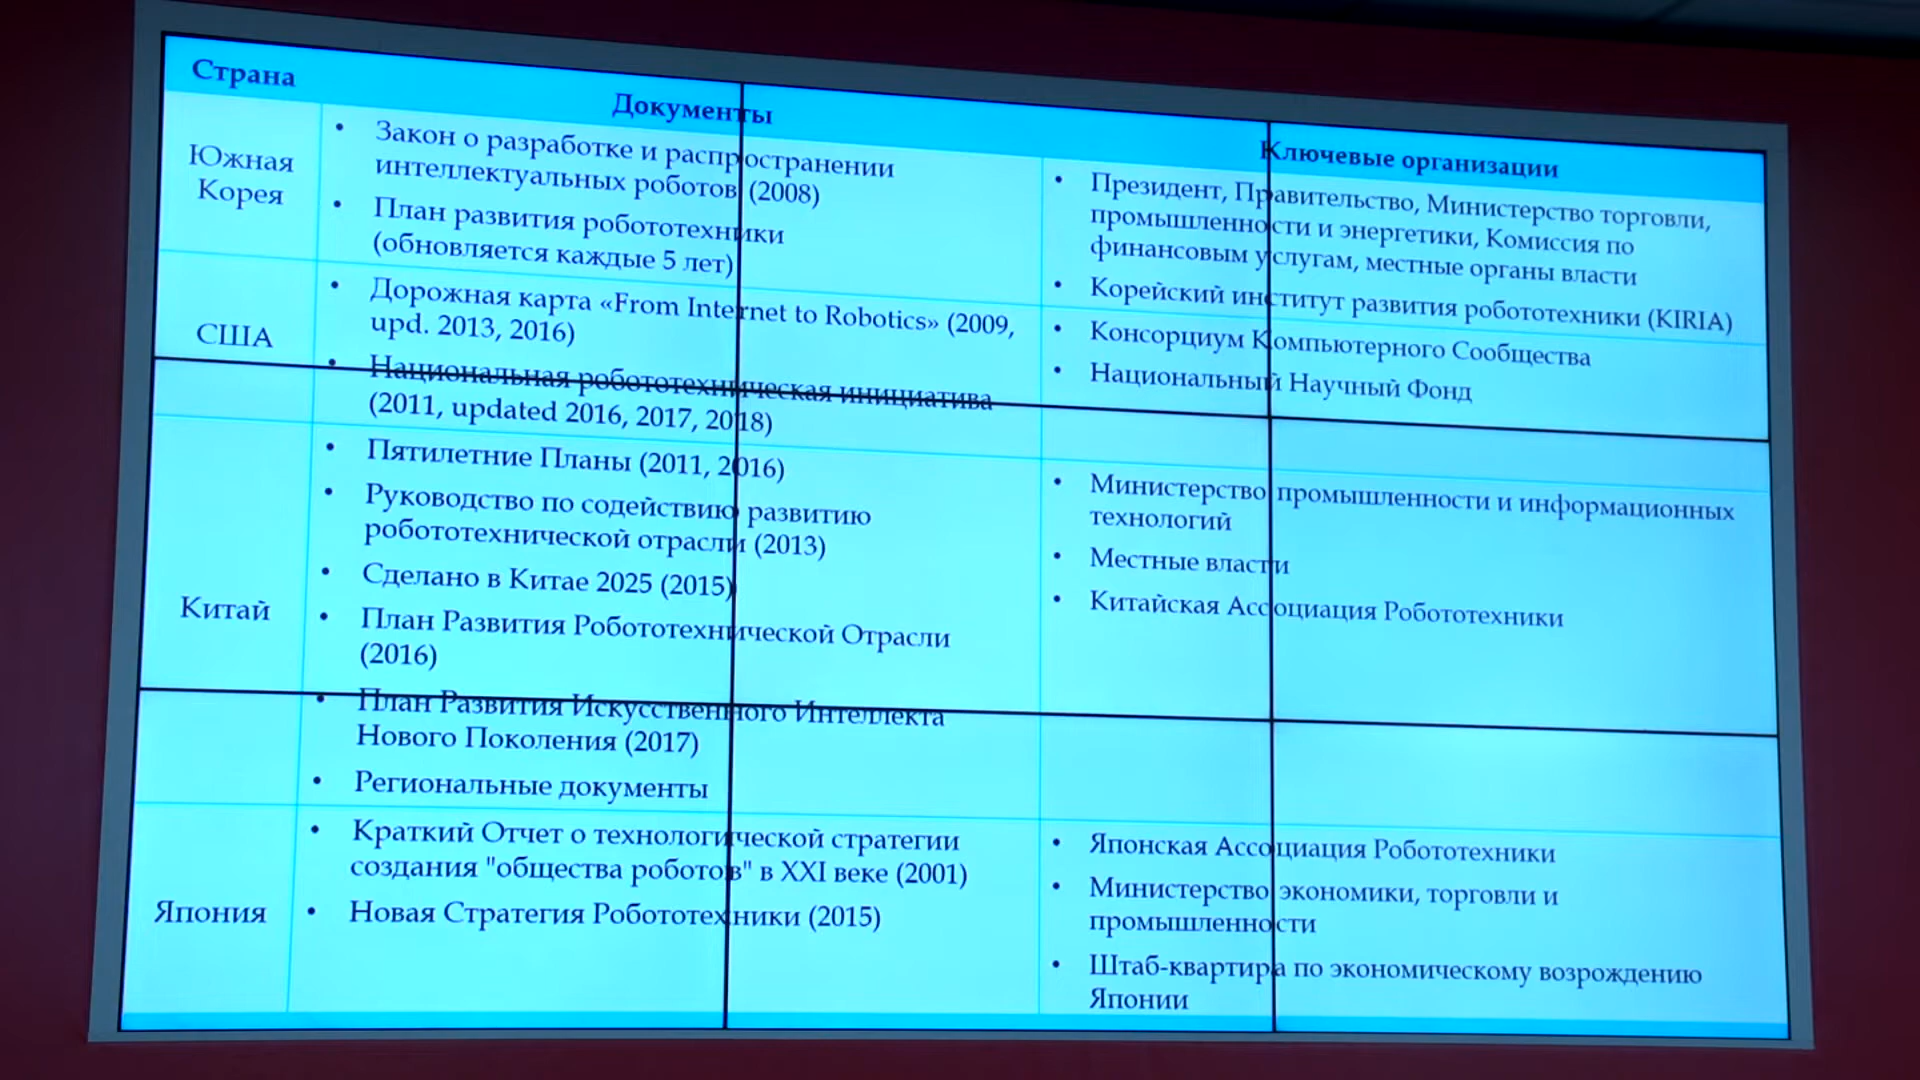 Страна
Документы
Ключевые организации
Южная
Корея
• Закон о разработке и распространении
интеллектуальных роботов (2008)
• План развития робототехники
(обновляется каждые 5 лет)
• Президент, Правительство, Министерство торговли,
промышленности и энергетики, Комиссия по
финансовым услугам, местные органы власти
• Корейский институт развития робототехники (KIRIA)
США
• Дорожная карта «From Internet to Robotics» (2009,
upd. 2013, 2016)
• Национальная робототехническая инициатива
(2011, updated 2016, 2017, 2018)
• Консорциум Компьютерного Сообщества
• Национальный Научный Фонд
Китай
• Пятилетние Планы (2011, 2016)
• Руководство по содействию развитию
робототехнической отрасли (2013)
• Сделано в Китае 2025 (2015)
• План Развития Робототехнической Отрасли
(2016)
• План Развития Искусственного Интеллекта
Нового Поколения (2017)
• Региональные документы
• Министерство промышленности и информационных
технологий
• Местные власти
• Китайская Ассоциация Робототехники
Япония
• Краткий Отчет о технологической стратегии
создания "общества роботов" в XXI веке (2001)
• Новая Стратегия Робототехники (2015)
• Японская Ассоциация Робототехники
• Министерство экономики, торговли и
промышленности
• Штаб-квартира по экономическому возрождению
Японии